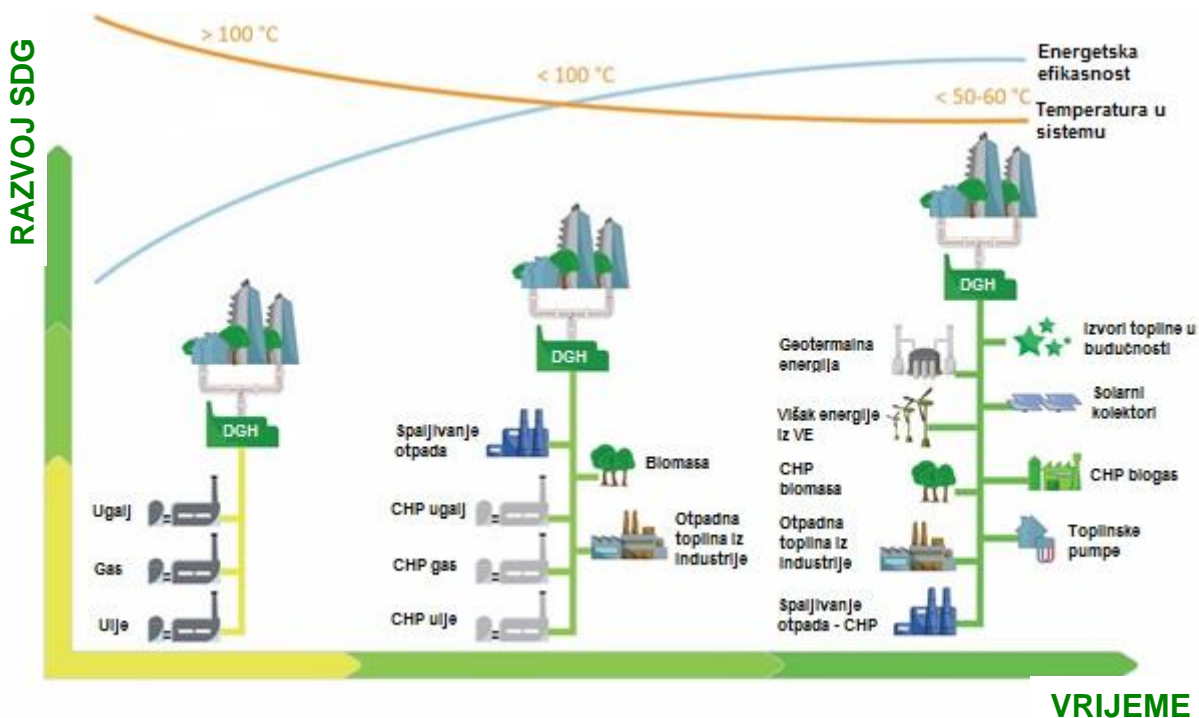 RAZVOJ SDG
> 100 °C
< 100 °C
< 50-60 °C
Energetska
efikasnost
Temperatura u
sistemu
DGH
Ugalj
Gas
Ulje
DGH
Spaljivanje
otpada
Biomasa
CHP ugalj
CHP gas
CHP ulje
Otpadna
toplina iz
industrije
DGH
Geotermalna
energija
Izvori topline u
budućnosti
Višak energije
iz VE
Solarni
kolektori
CHP
biomasa
CHP biogas
Otpadna
toplina iz
industrije
Toplinske
pumpe
Spaljivanje
otpada - CHP
VRIJEME